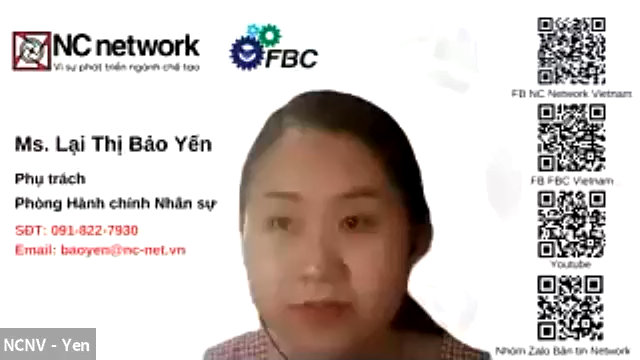 NC network
Vì sự phát triển ngành chế tạo
FBC
Ms. Lại Thị Bảo Yến
Phụ trách
Phòng Hành chính Nhân sự
SĐT: 091-822-7930
Email: baoyen@nc-net.vn
FB NC Network Vietnam
FB FBC Vietnam
Youtube
Nhóm Zalo Bản tin Network
NCNV - Yen